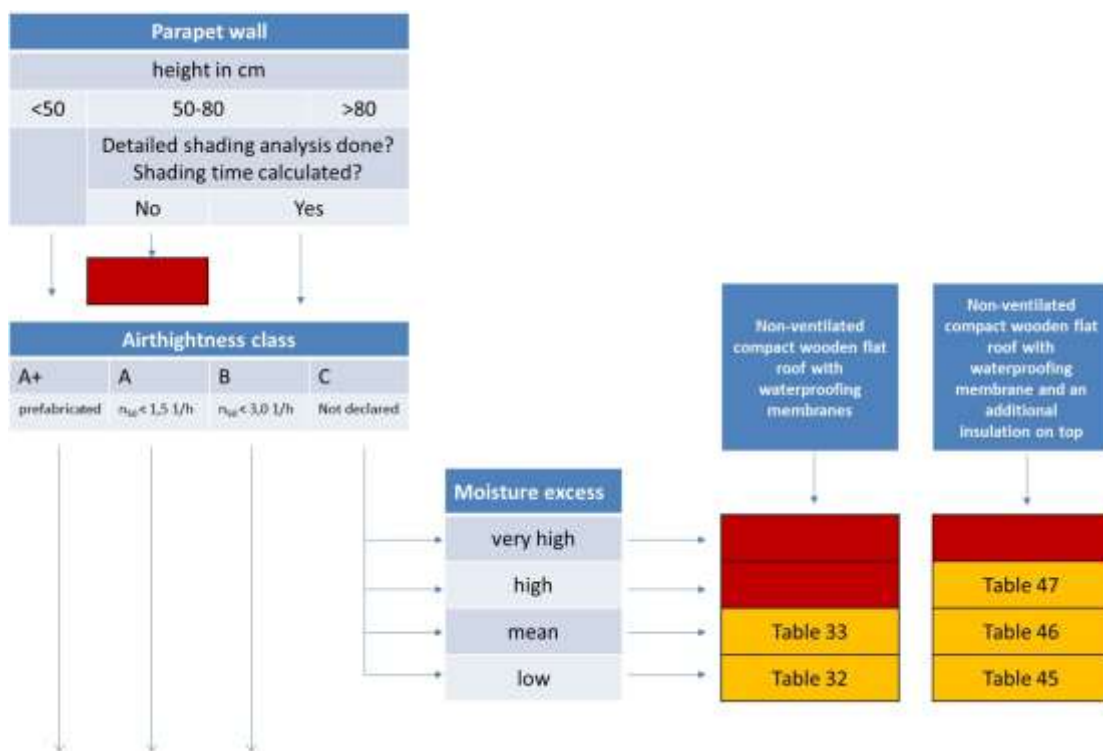 Parapet wall
height in cm
<50 50-80 >80
Detailed shading analysis done?
Shading time calculated?
No Yes
Airthightness class
A+ A B C
prefabricated n₅₀< 1,5 1/h n₅₀< 3,0 1/h Not declared
Non-ventilated
compact wooden flat
roof with
waterproofing
membranes
Non-ventilated
compact wooden flat
roof with
waterproofing
membrane and an
additional
insulation on top
Moisture excess
very high
high Table 47
mean Table 33 Table 46
low Table 32 Table 45